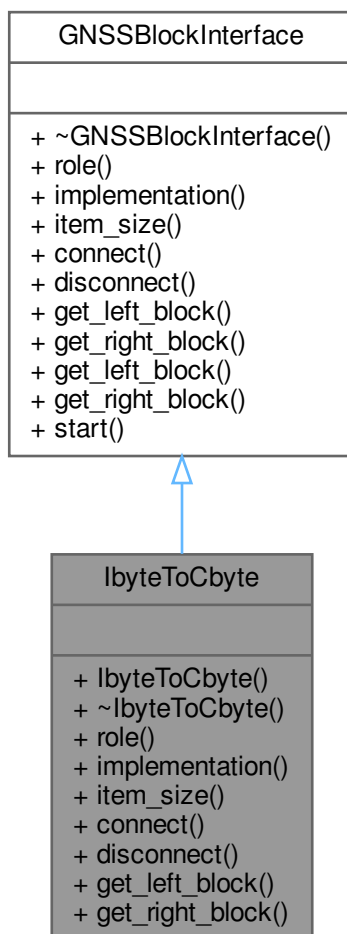 GNSSBlockInterface
+ ~GNSSBlockInterface()
+ role()
+ implementation()
+ item_size()
+ connect()
+ disconnect()
+ get_left_block()
+ get_right_block()
+ get_left_block()
+ get_right_block()
+ start()
IbyteToCbyte
+ IbyteToCbyte()
+ ~IbyteToCbyte()
+ role()
+ implementation()
+ item_size()
+ connect()
+ disconnect()
+ get_left_block()
+ get_right_block()